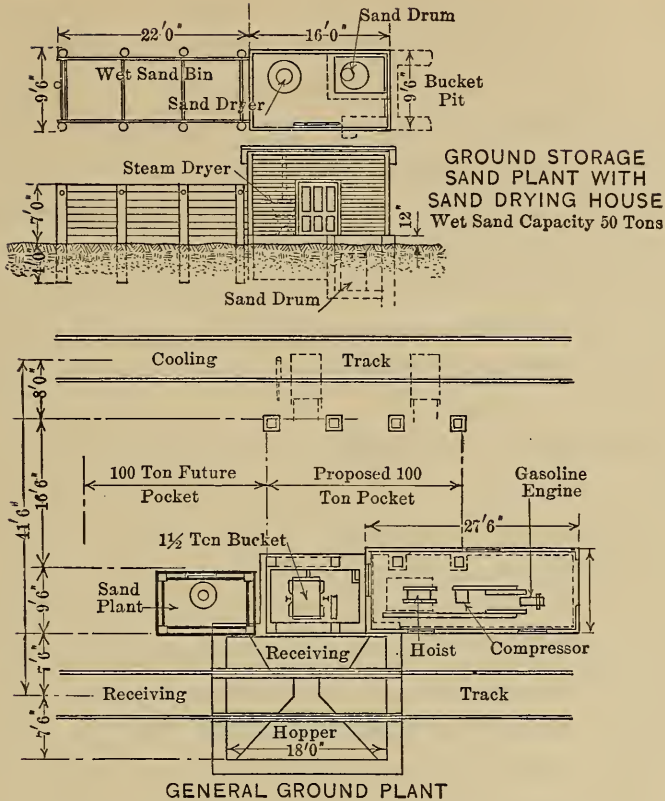 Sand Drum
22'0"
16'0"
Wet Sand Bin
9'6"
Sand Dryer
9'6"
Bucket
Pit
Steam Dryer
GROUND STORAGE
SAND PLANT WITH
SAND DRYING HOUSE
Wet Sand Capacity 50 Tons
7'0"
12"
4'0"
Sand Drum
Cooling Track
8'0"
16'6"
41'6"
100 Ton Future
Pocket
Proposed 100
Ton Pocket
Gasoline
Engine
27'6"
1½ Ton Bucket
Sand
Plant
9'6"
Receiving
Hoist
Compressor
7'6"
Receiving Track
7'6"
Hopper
18'0"
GENERAL GROUND PLANT